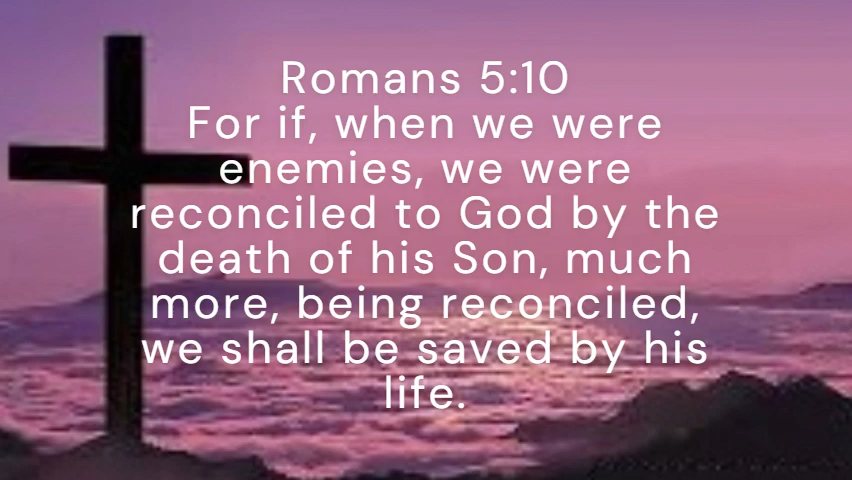 Romans 5:10
For if, when we were
enemies, we were
reconciled to God by the
death of his Son, much
more, being reconciled,
we shall be saved by his
life.